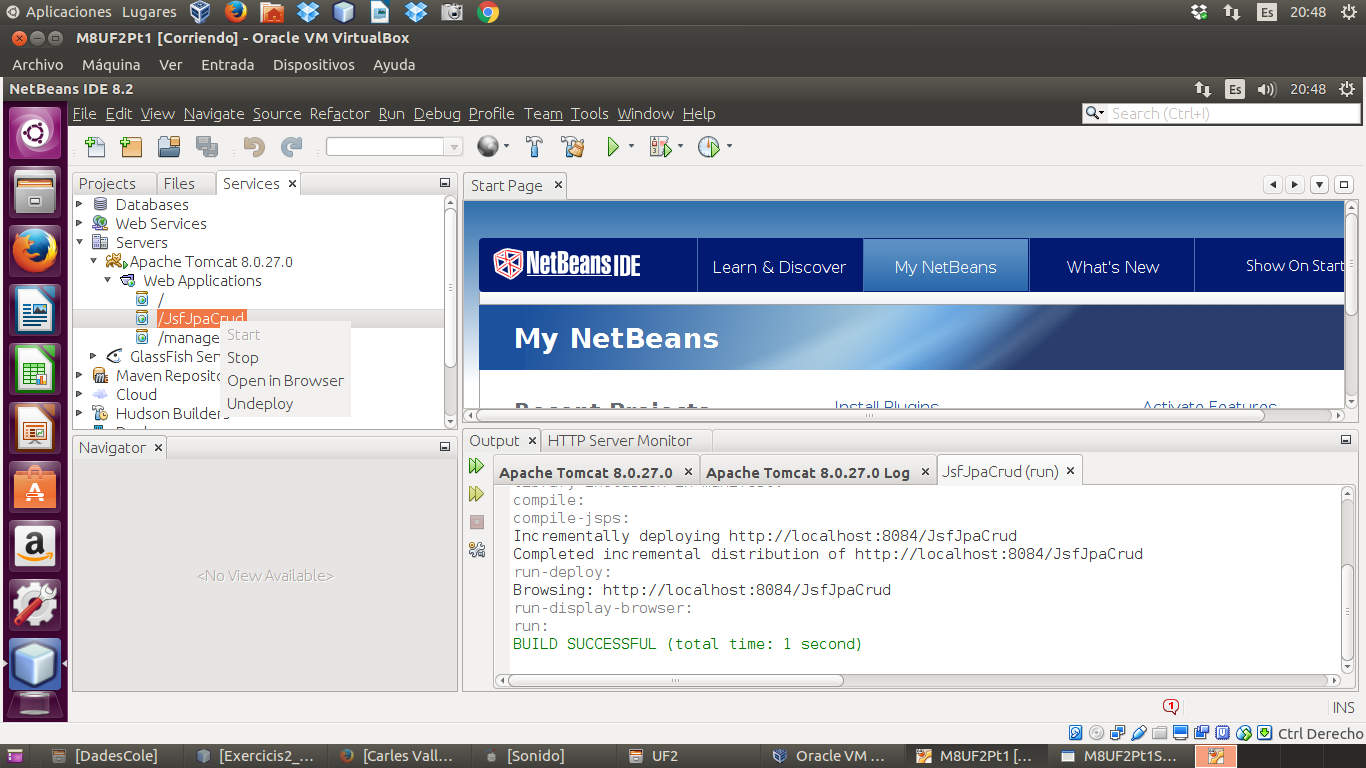 Aplicaciones Lugares Es 20:48
M8UF2Pt1 [Corriendo] - Oracle VM VirtualBox
Archivo Máquina Ver Entrada Dispositivos Ayuda
NetBeans IDE 8.2 Es 20:48
File Edit View Navigate Source Refactor Run Debug Profile Team Tools Window Help Search (Ctrl+I)
Projects Files Services Start Page
Databases
Web Services
Servers
Apache Tomcat 8.0.27.0
Web Applications
/
/JsfJpaCrud
/manage
GlassFish Ser
Maven Reposito
Cloud
Hudson Builders
Start
Stop
Open in Browser
Undeploy
NetBeans IDE Learn & Discover My NetBeans What's New Show On Start
My NetBeans
Recent Projects Install Plugins Activate Features
Navigator
<No View Available>
Output HTTP Server Monitor
Apache Tomcat 8.0.27.0 Apache Tomcat 8.0.27.0 Log JsfJpaCrud (run)
compile:
compile-jsps:
Incrementally deploying http://localhost:8084/JsfJpaCrud
Completed incremental distribution of http://localhost:8084/JsfJpaCrud
run-deploy:
Browsing: http://localhost:8084/JsfJpaCrud
run-display-browser:
run:
BUILD SUCCESSFUL (total time: 1 second)
1 INS
Ctrl Derecho
[DadesCole] [Exercicis2_... [Carles Vall... [Sonido] UF2 Oracle VM ... M8UF2Pt1 [... M8UF2Pt1S...